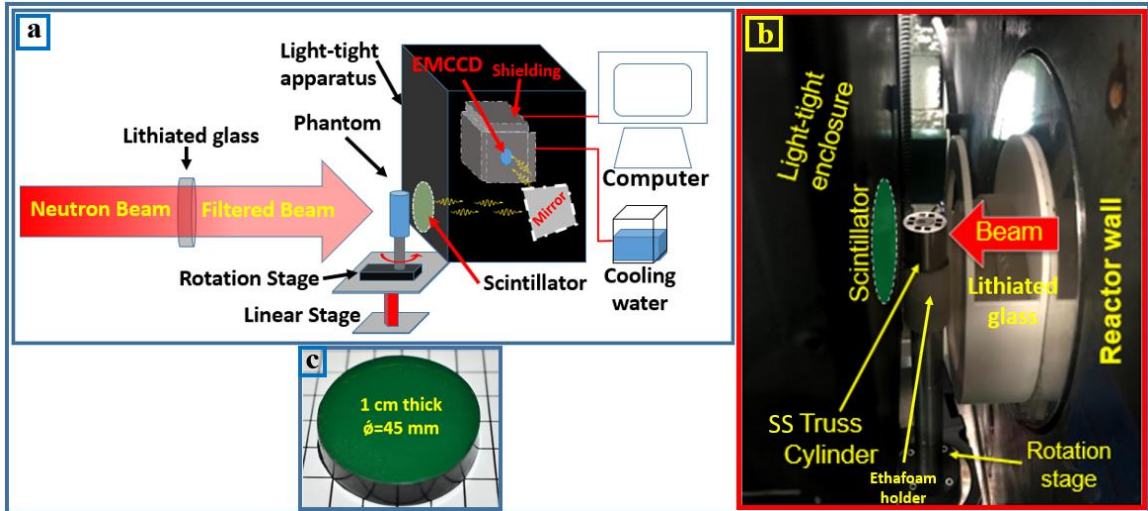 a
Light-tight
apparatus
EMCCD
Shielding
Phantom
Lithiated glass
Computer
Neutron Beam
Filtered Beam
Mirror
Rotation Stage
Scintillator
Cooling
water
Linear Stage
c
1 cm thick
ǿ=45 mm
b
Light-tight
enclosure
Scintillator
Beam
Lithiated
glass
Reactor wall
SS Truss
Cylinder
Ethafoam
holder
Rotation
stage